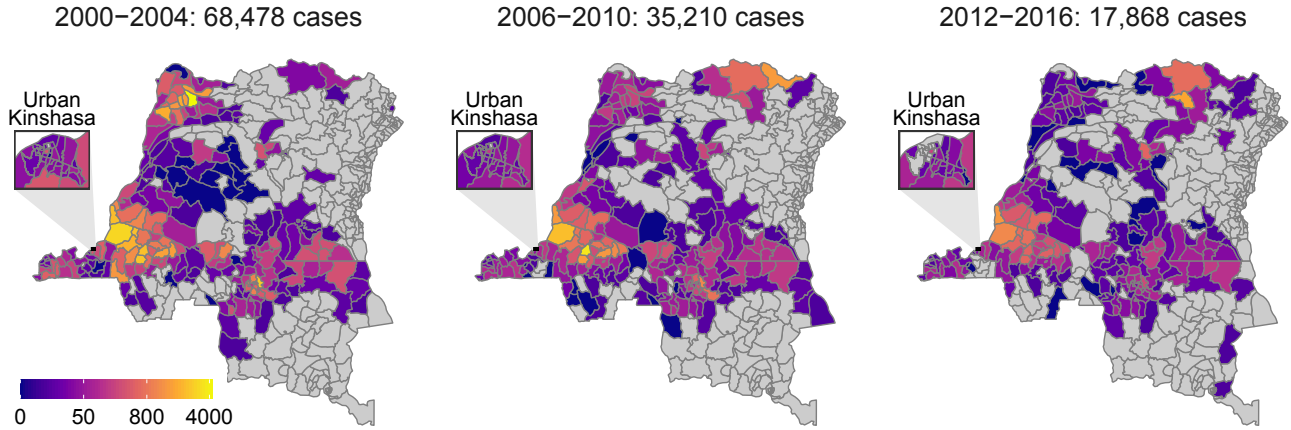 2000−2004: 68,478 cases
2006−2010: 35,210 cases
2012−2016: 17,868 cases
Urban
Kinshasa
Urban
Kinshasa
Urban
Kinshasa
0 50 800 4000